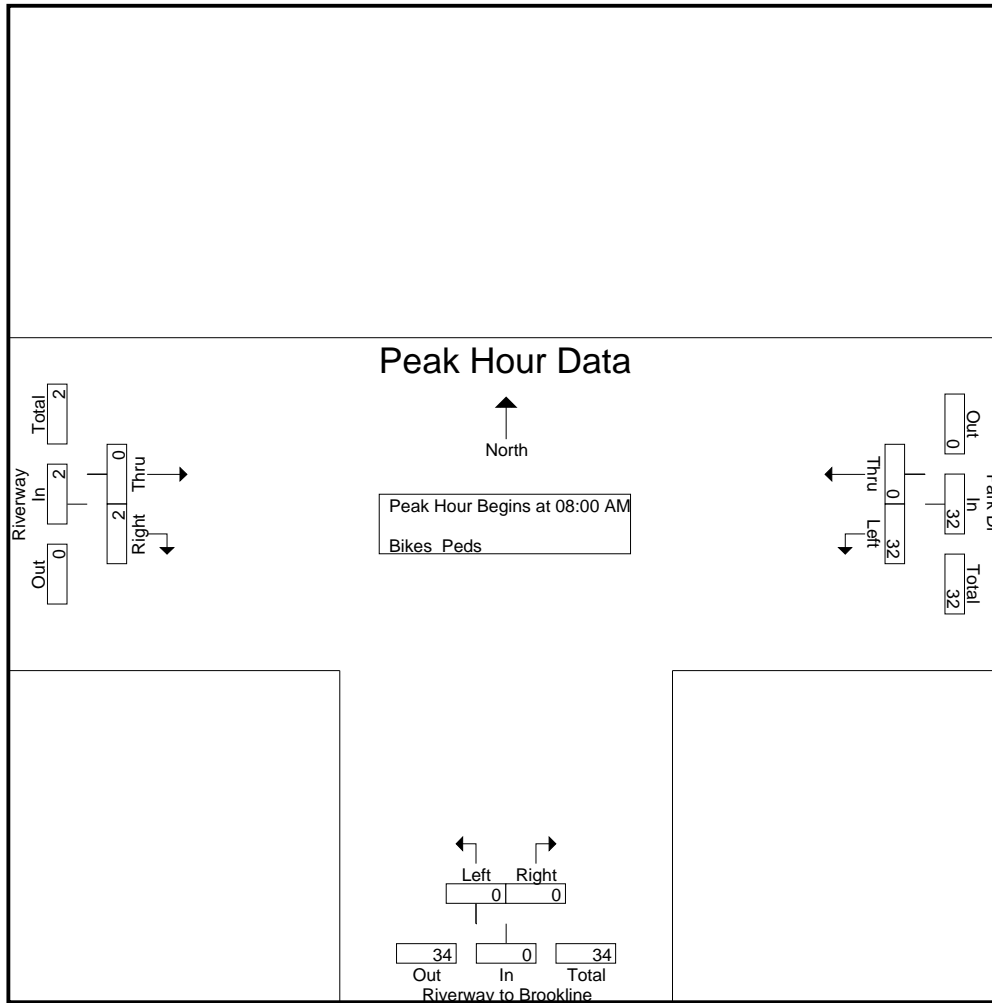 Peak Hour Data
North
Peak Hour Begins at 08:00 AM
Bikes Peds
Riverway
Total
2
In
2
Out
0
Thru
0
Right
2
Out
0
In
32
Total
32
Thru
0
Left
32
Left
Right
0
0
34
0
34
Out
In
Total
Riverway to Brookline